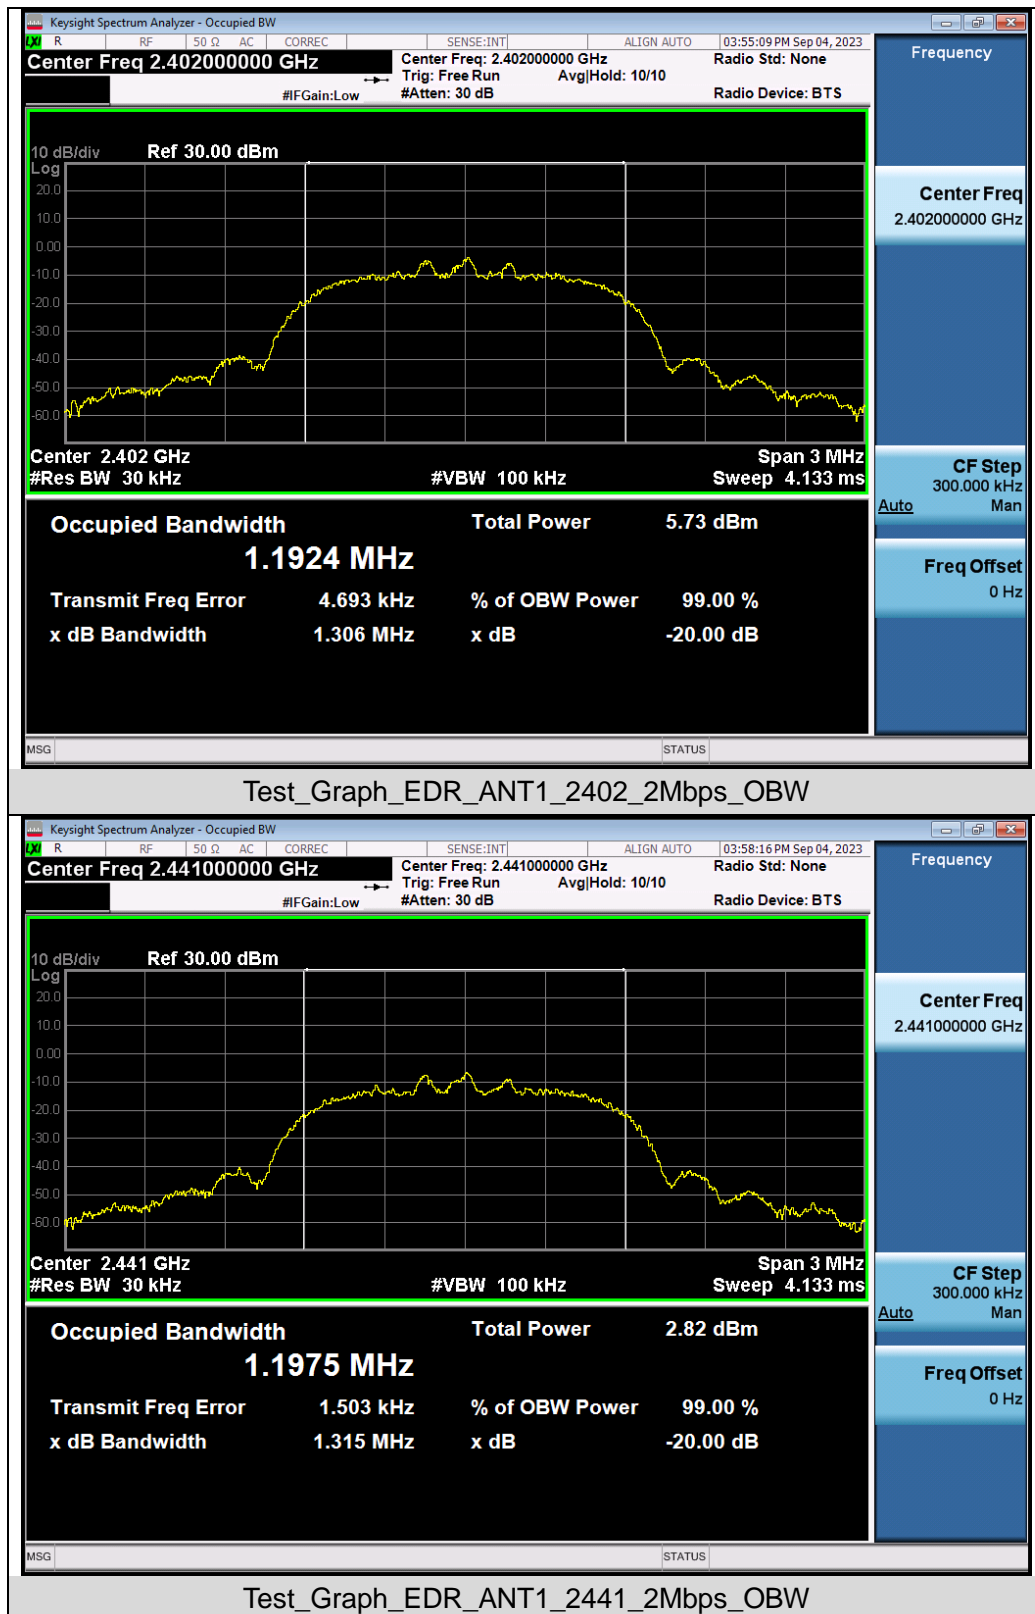 Keysight Spectrum Analyzer - Occupied BW
LXI R RF 50 Ω AC CORREC SENSE:INT ALIGN AUTO 03:55:09 PM Sep 04, 2023
Center Freq 2.402000000 GHz Center Freq: 2.402000000 GHz Radio Std: None
Trig: Free Run Avg|Hold: 10/10
#IFGain:Low #Atten: 30 dB Radio Device: BTS
10 dB/div Ref 30.00 dBm
Log
20.0
10.0
0.00
-10.0
-20.0
-30.0
-40.0
-50.0
-60.0
Center 2.402 GHz Span 3 MHz
#Res BW 30 kHz #VBW 100 kHz Sweep 4.133 ms
Occupied Bandwidth Total Power 5.73 dBm
1.1924 MHz
Transmit Freq Error 4.693 kHz % of OBW Power 99.00 %
x dB Bandwidth 1.306 MHz x dB -20.00 dB
MSG STATUS
Frequency
Center Freq
2.402000000 GHz
CF Step
300.000 kHz
Auto Man
Freq Offset
0 Hz
Test_Graph_EDR_ANT1_2402_2Mbps_OBW
Keysight Spectrum Analyzer - Occupied BW
LXI R RF 50 Ω AC CORREC SENSE:INT ALIGN AUTO 03:58:16 PM Sep 04, 2023
Center Freq 2.441000000 GHz Center Freq: 2.441000000 GHz Radio Std: None
Trig: Free Run Avg|Hold: 10/10
#IFGain:Low #Atten: 30 dB Radio Device: BTS
10 dB/div Ref 30.00 dBm
Log
20.0
10.0
0.00
-10.0
-20.0
-30.0
-40.0
-50.0
-60.0
Center 2.441 GHz Span 3 MHz
#Res BW 30 kHz #VBW 100 kHz Sweep 4.133 ms
Occupied Bandwidth Total Power 2.82 dBm
1.1975 MHz
Transmit Freq Error 1.503 kHz % of OBW Power 99.00 %
x dB Bandwidth 1.315 MHz x dB -20.00 dB
MSG STATUS
Frequency
Center Freq
2.441000000 GHz
CF Step
300.000 kHz
Auto Man
Freq Offset
0 Hz
Test_Graph_EDR_ANT1_2441_2Mbps_OBW